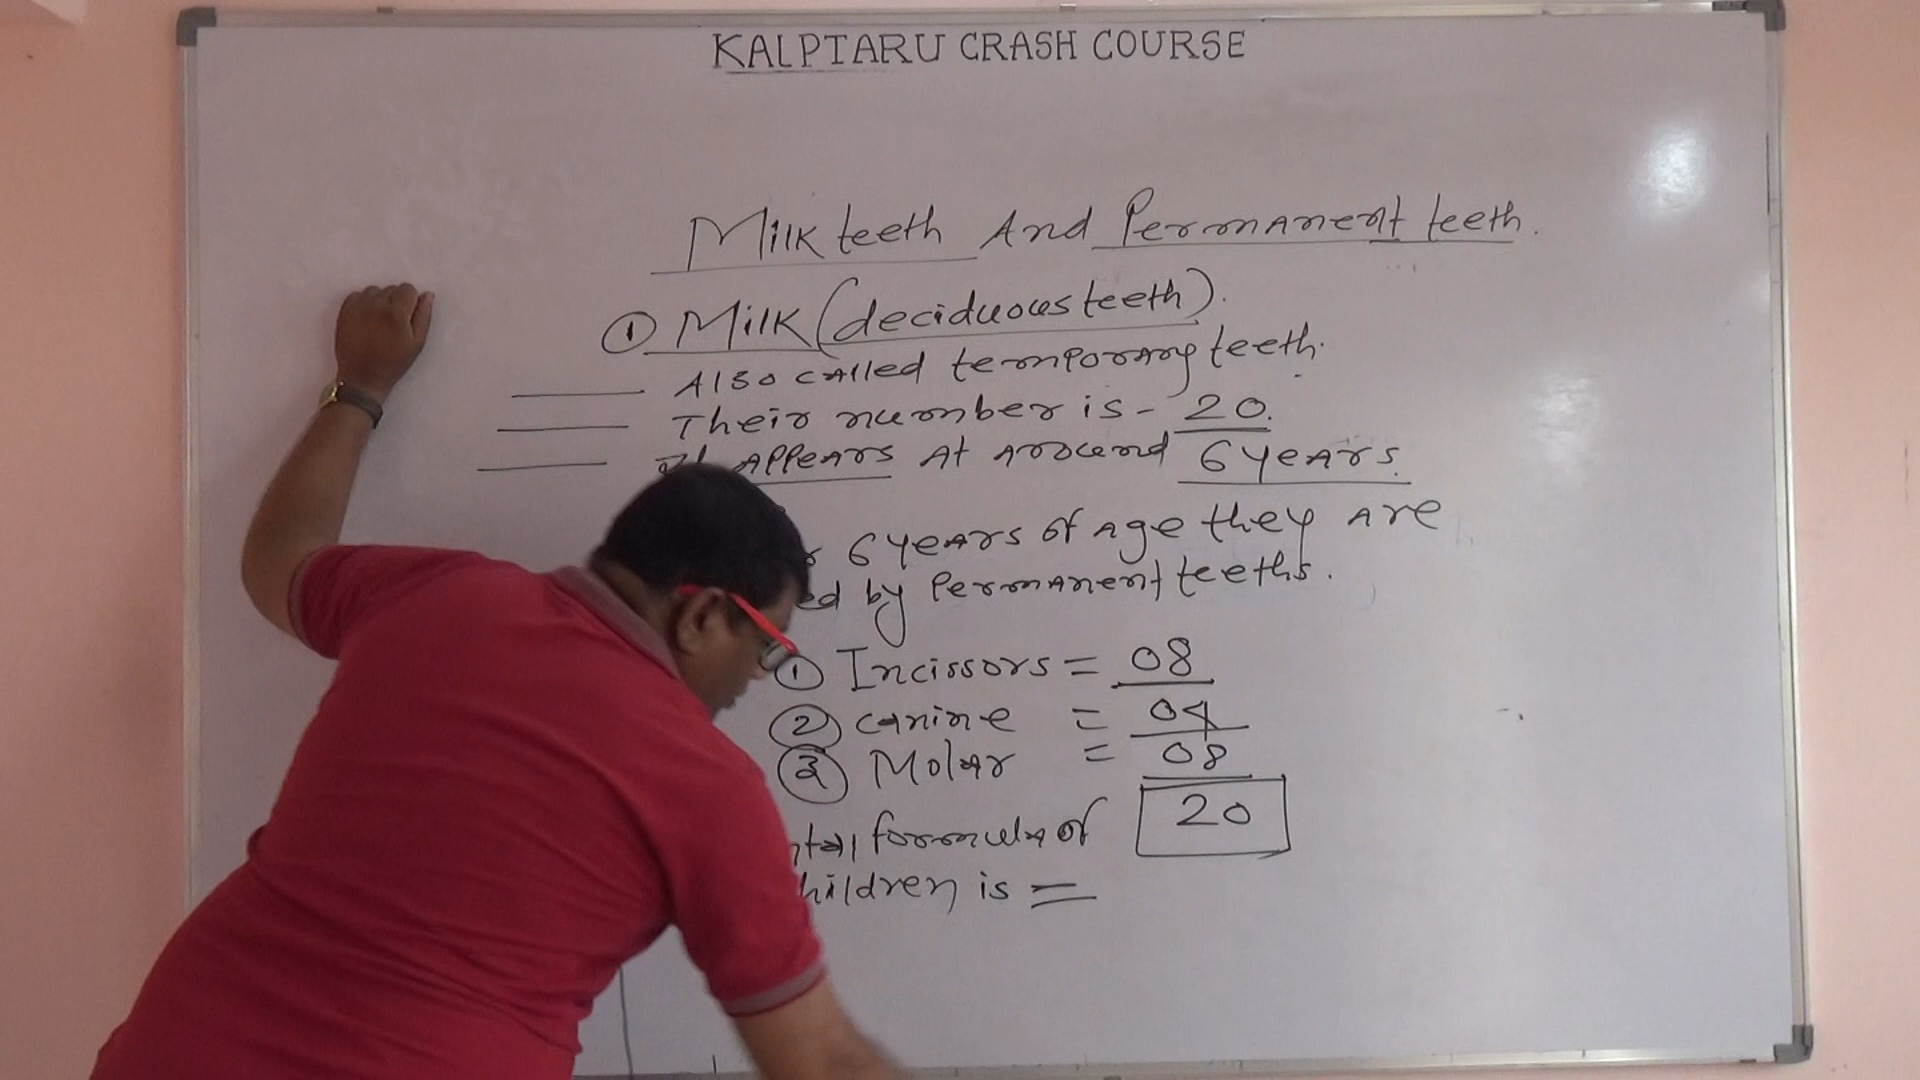 KALPTARU CRASH COURSE
Milk teeth And Permanent teeth.
① Milk (deciduous teeth).
Also called temporary teeth.
Their number is - 20.
appears At around 6 years.
6 years of age they are
by Permanent teeths.
① Incissors = 08
② canine = 04
③ Molar = 08
20
formula of
is =